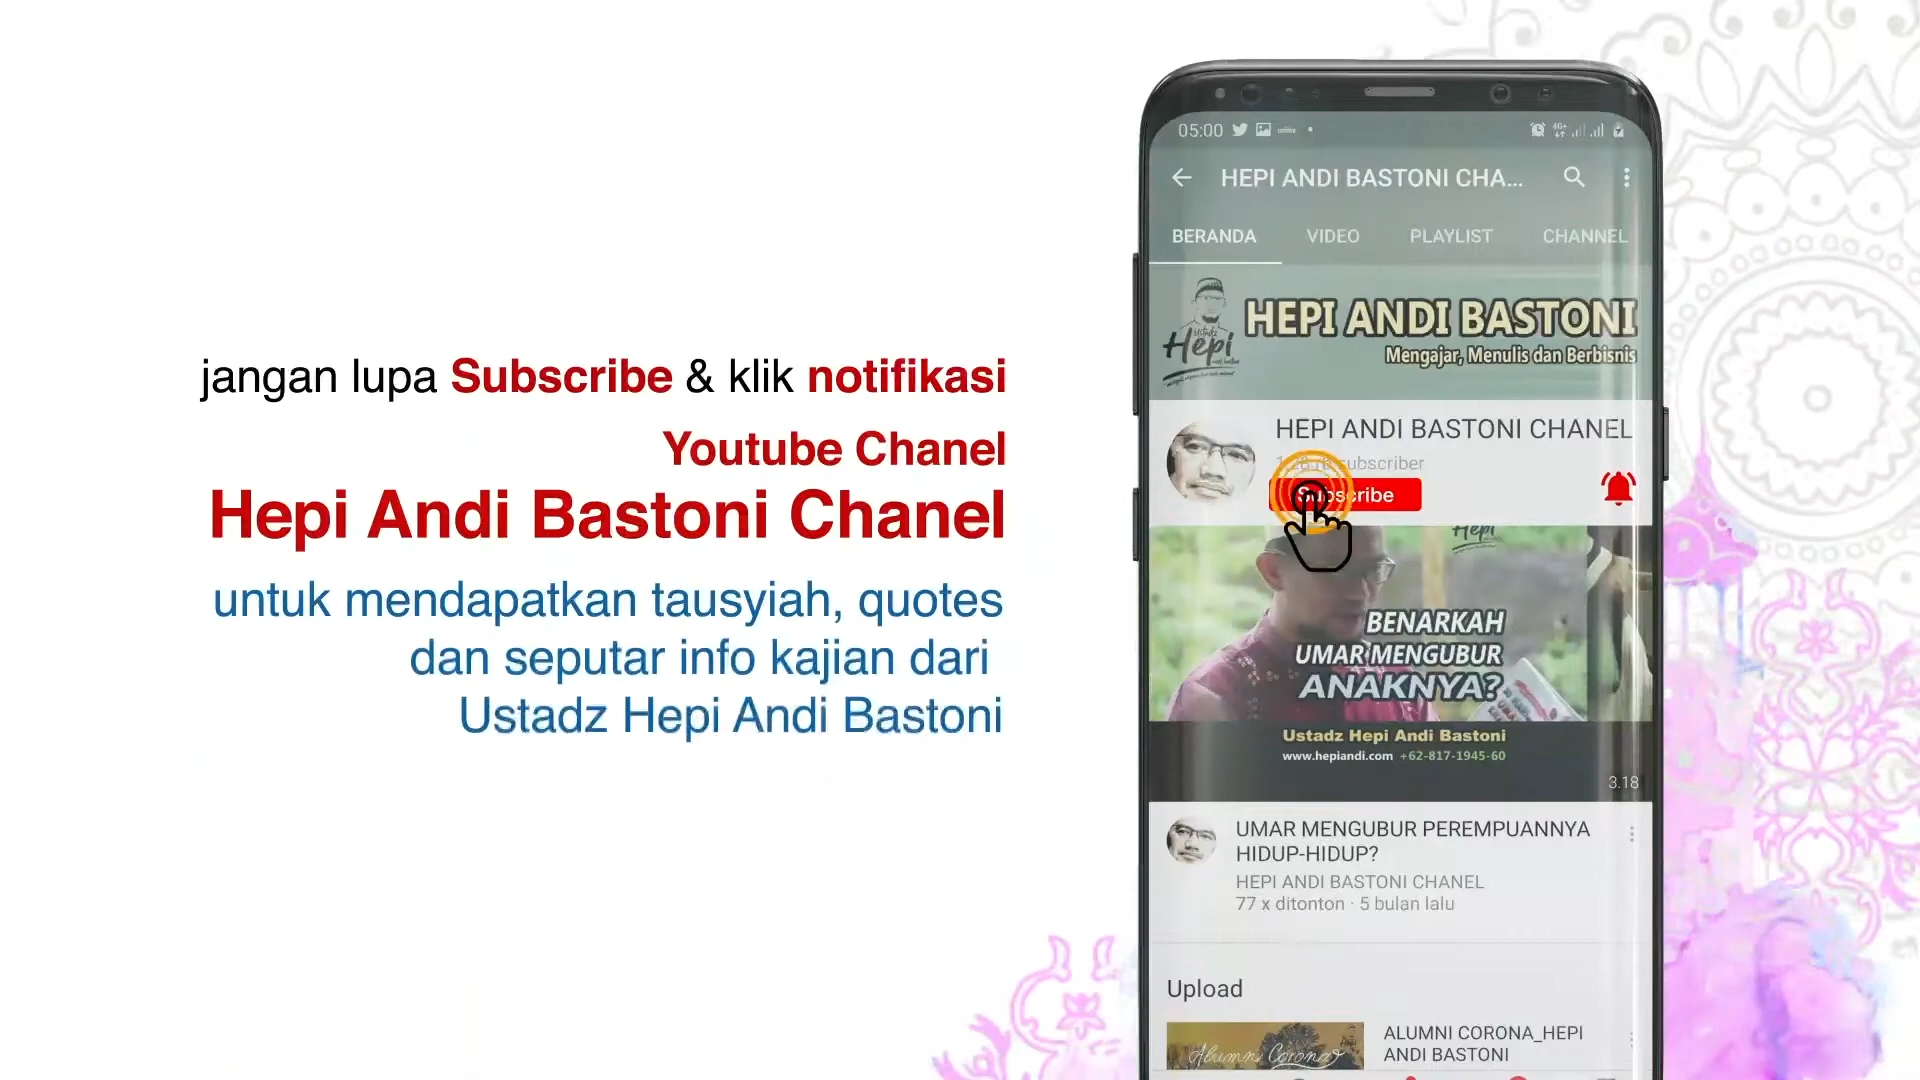 jangan lupa Subscribe & klik notifikasi
Youtube Chanel
Hepi Andi Bastoni Chanel
untuk mendapatkan tausyiah, quotes
dan seputar info kajian dari
Ustadz Hepi Andi Bastoni
05:00
HEPI ANDI BASTONI CHA...
BERANDA VIDEO PLAYLIST CHANNEL
Ustadz
Hepi
HEPI ANDI BASTONI
Mengajar, Menulis dan Berbisnis
HEPI ANDI BASTONI CHANEL
subscriber
Subscribe
Hepi
BENARKAH
UMAR MENGUBUR
ANAKNYA?
Ustadz Hepi Andi Bastoni
www.hepiandi.com +62-817-1945-60
3.18
UMAR MENGUBUR PEREMPUANNYA
HIDUP-HIDUP?
HEPI ANDI BASTONI CHANEL
77 x ditonton · 5 bulan lalu
Upload
Alumni Corona
ALUMNI CORONA_HEPI
ANDI BASTONI